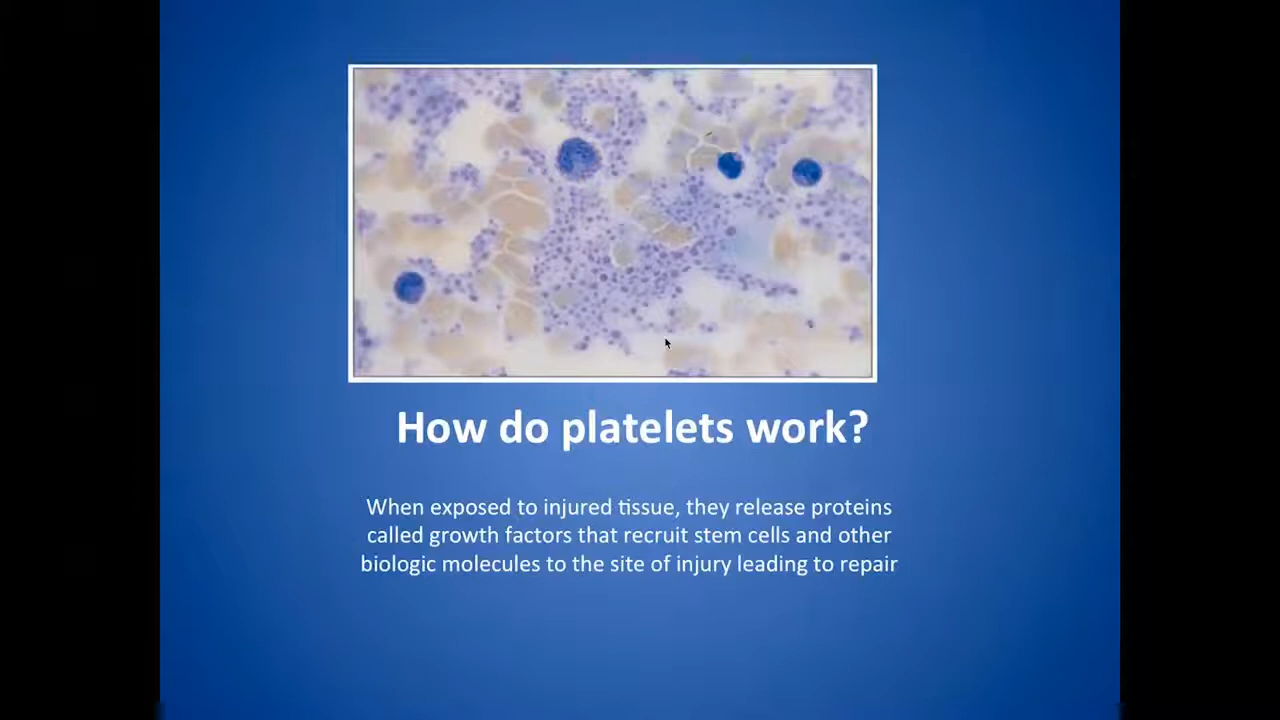 How do platelets work?
When exposed to injured tissue, they release proteins
called growth factors that recruit stem cells and other
biologic molecules to the site of injury leading to repair